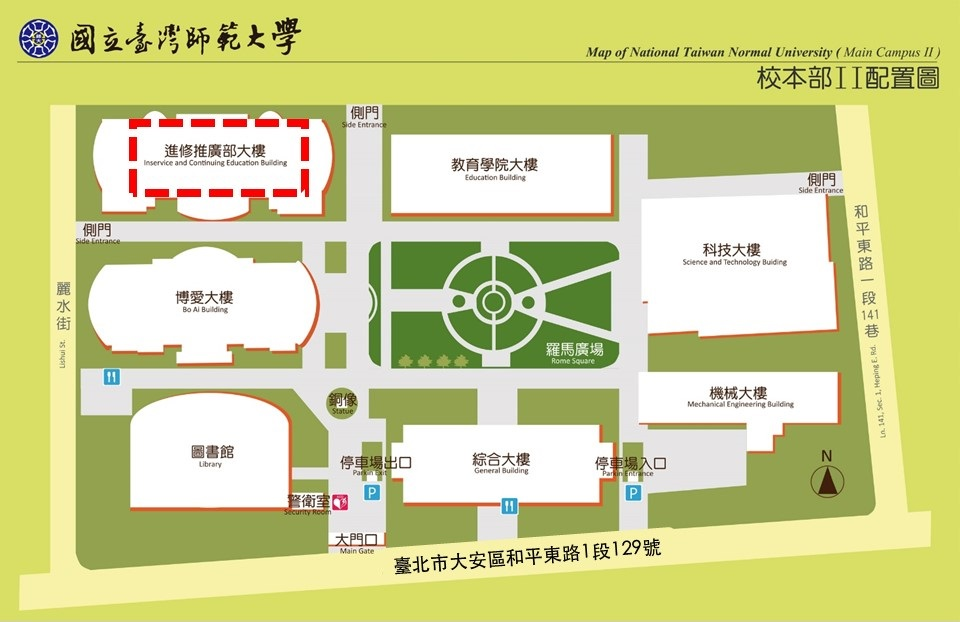 國立臺灣師範大學
Map of National Taiwan Normal University ( Main Campus II )
校本部II配置圖
側門
Side Entrance
進修推廣部大樓
Inservice and Continuing Education Building
教育學院大樓
Education Building
側門
Side Entrance
側門
Side Entrance
科技大樓
Science and Technology Buiding
和平東路一段141巷
Ln. 141, Sec. 1, Heping E. Rd.
麗水街
Lishui St.
博愛大樓
Bo Ai Building
羅馬廣場
Rome Square
銅像
Statue
機械大樓
Mechanical Engineering Building
圖書館
Library
停車場出口
Parkin Exit
P
綜合大樓
General Building
停車場入口
Parkin Entrance
P
N
警衛室
Security Room
大門口
Main Gate
臺北市大安區和平東路1段129號